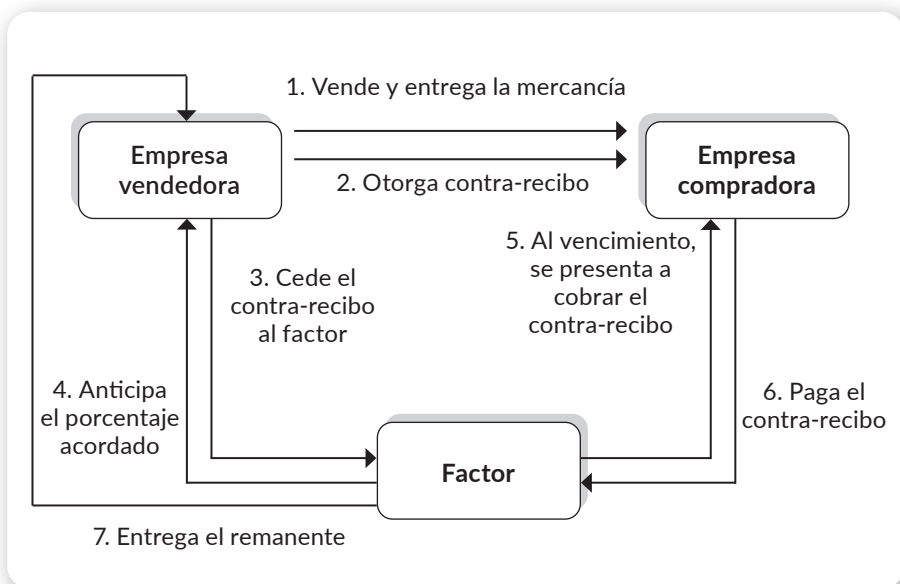 1. Vende y entrega la mercancía
Empresa
vendedora
Empresa
compradora
2. Otorga contra-recibo
3. Cede el
contra-recibo
al factor
4. Anticipa
el porcentaje
acordado
5. Al vencimiento,
se presenta a
cobrar el
contra-recibo
6. Paga el
contra-recibo
Factor
7. Entrega el remanente